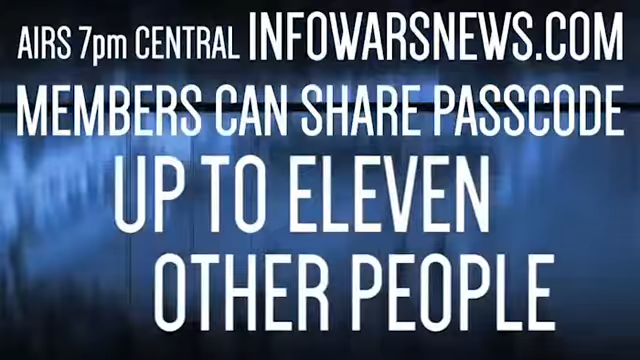 AIRS 7pm CENTRAL INFOWARSNEWS.COM
MEMBERS CAN SHARE PASSCODE
UP TO ELEVEN
OTHER PEOPLE